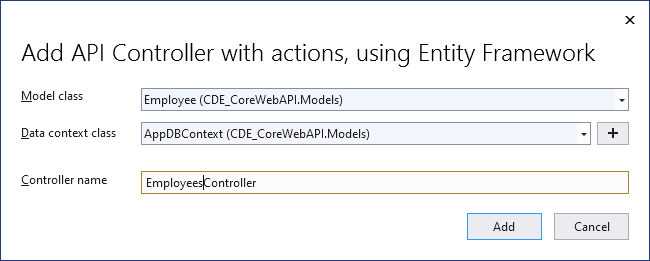 Add API Controller with actions, using Entity Framework
Model class
Employee (CDE_CoreWebAPI.Models)
Data context class
AppDBContext (CDE_CoreWebAPI.Models)
Controller name
EmployeesController
Add
Cancel